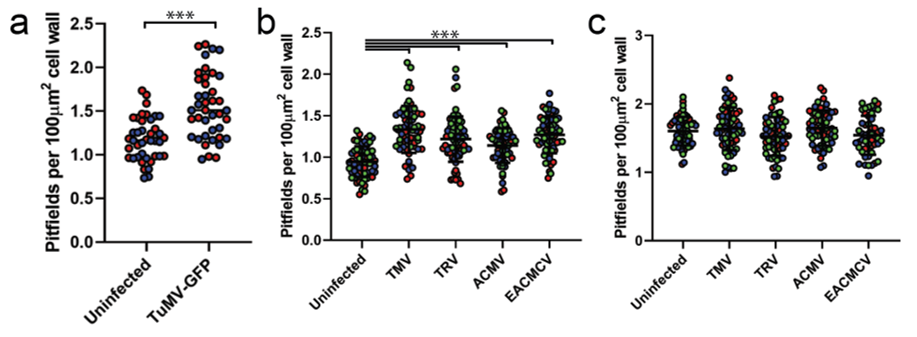 a
***
Pitfields per 100µm² cell wall
2.5
2.0
1.5
1.0
0.5
0.0
Uninfected
TuMV-GFP
b
***
Pitfields per 100µm² cell wall
2.5
2.0
1.5
1.0
0.5
0.0
Uninfected
TMV
TRV
ACMV
EACMCV
c
Pitfields per 100µm² cell wall
3
2
1
0
Uninfected
TMV
TRV
ACMV
EACMCV